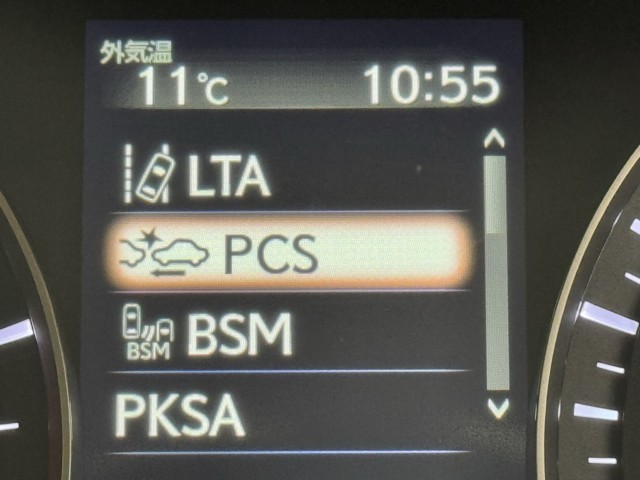 外気温
11℃ 10:55
LTA
PCS
BSM BSM
PKSA